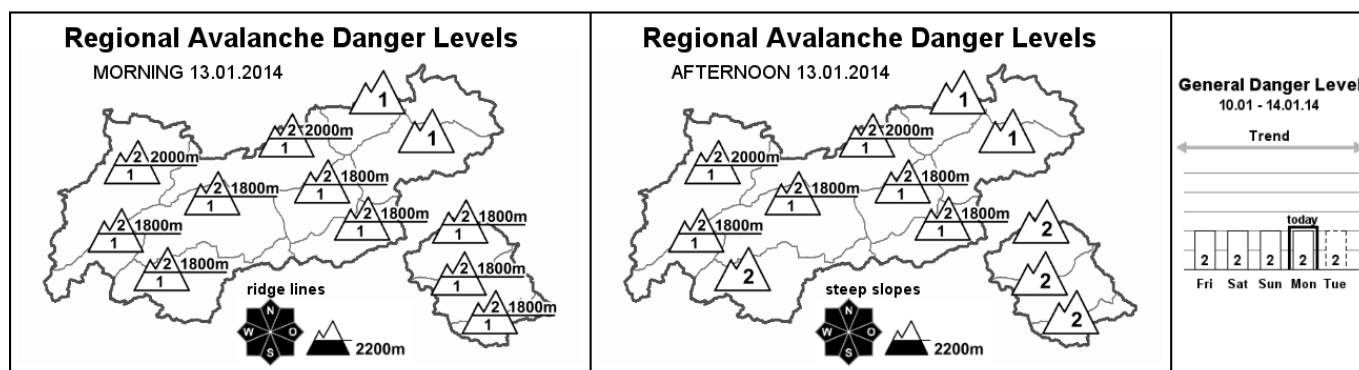 Regional Avalanche Danger Levels
MORNING 13.01.2014
1
1
2 2000m
1
2 2000m
1
2 1800m
1
2 1800m
1
2 1800m
1
2 1800m
1
2 1800m
1
2 1800m
1
2 1800m
1
2 1800m
1
ridge lines
N
W O
S
2200m
Regional Avalanche Danger Levels
AFTERNOON 13.01.2014
1
1
2 2000m
1
2 2000m
1
2 1800m
1
2 1800m
1
2 1800m
1
2 1800m
1
2
2
2
2
steep slopes
N
W O
S
2200m
General Danger Level
10.01 - 14.01.14
Trend
today
2 2 2 2 2
Fri Sat Sun Mon Tue